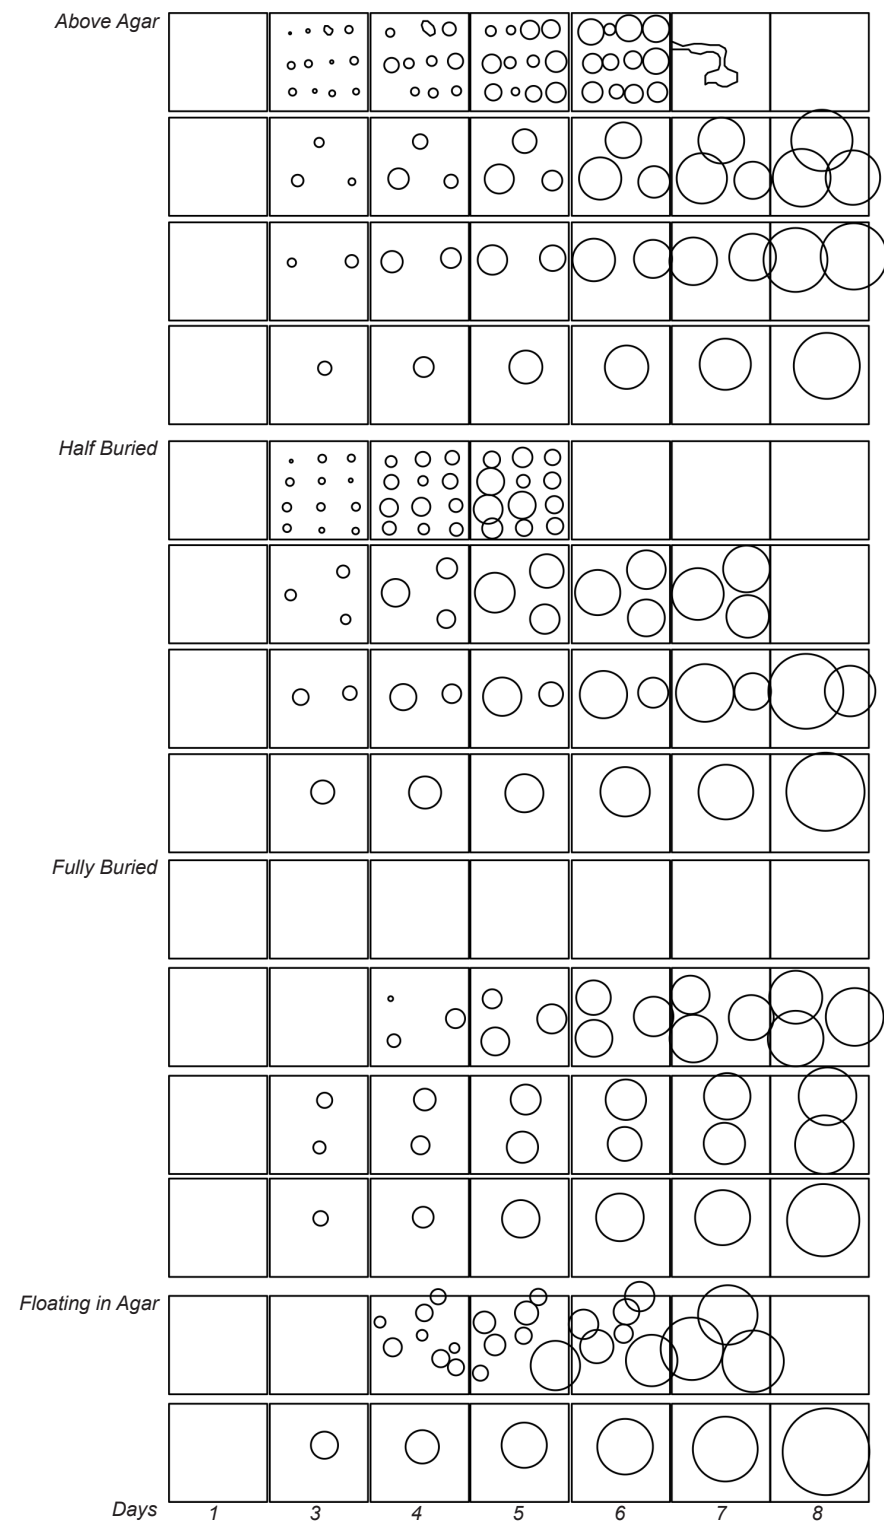 Above Agar
Half Buried
Fully Buried
Floating in Agar
Days 1 3 4 5 6 7 8